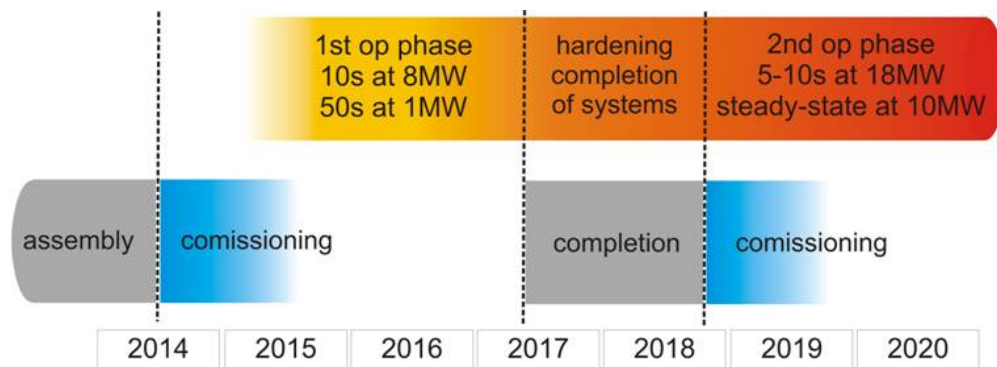 1st op phase
10s at 8MW
50s at 1MW
hardening
completion
of systems
2nd op phase
5-10s at 18MW
steady-state at 10MW
assembly
comissioning
completion
comissioning
2014
2015
2016
2017
2018
2019
2020